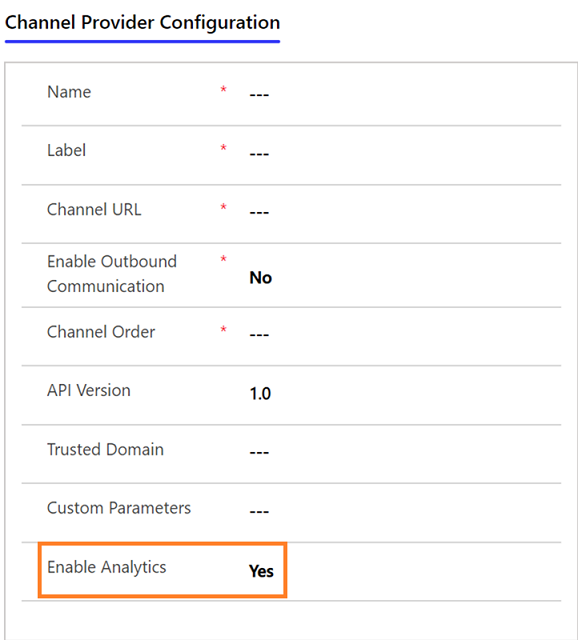 Channel Provider Configuration
Name * ---
Label * ---
Channel URL * ---
Enable Outbound * 
Communication No
Channel Order * ---
API Version 1.0
Trusted Domain ---
Custom Parameters ---
Enable Analytics Yes